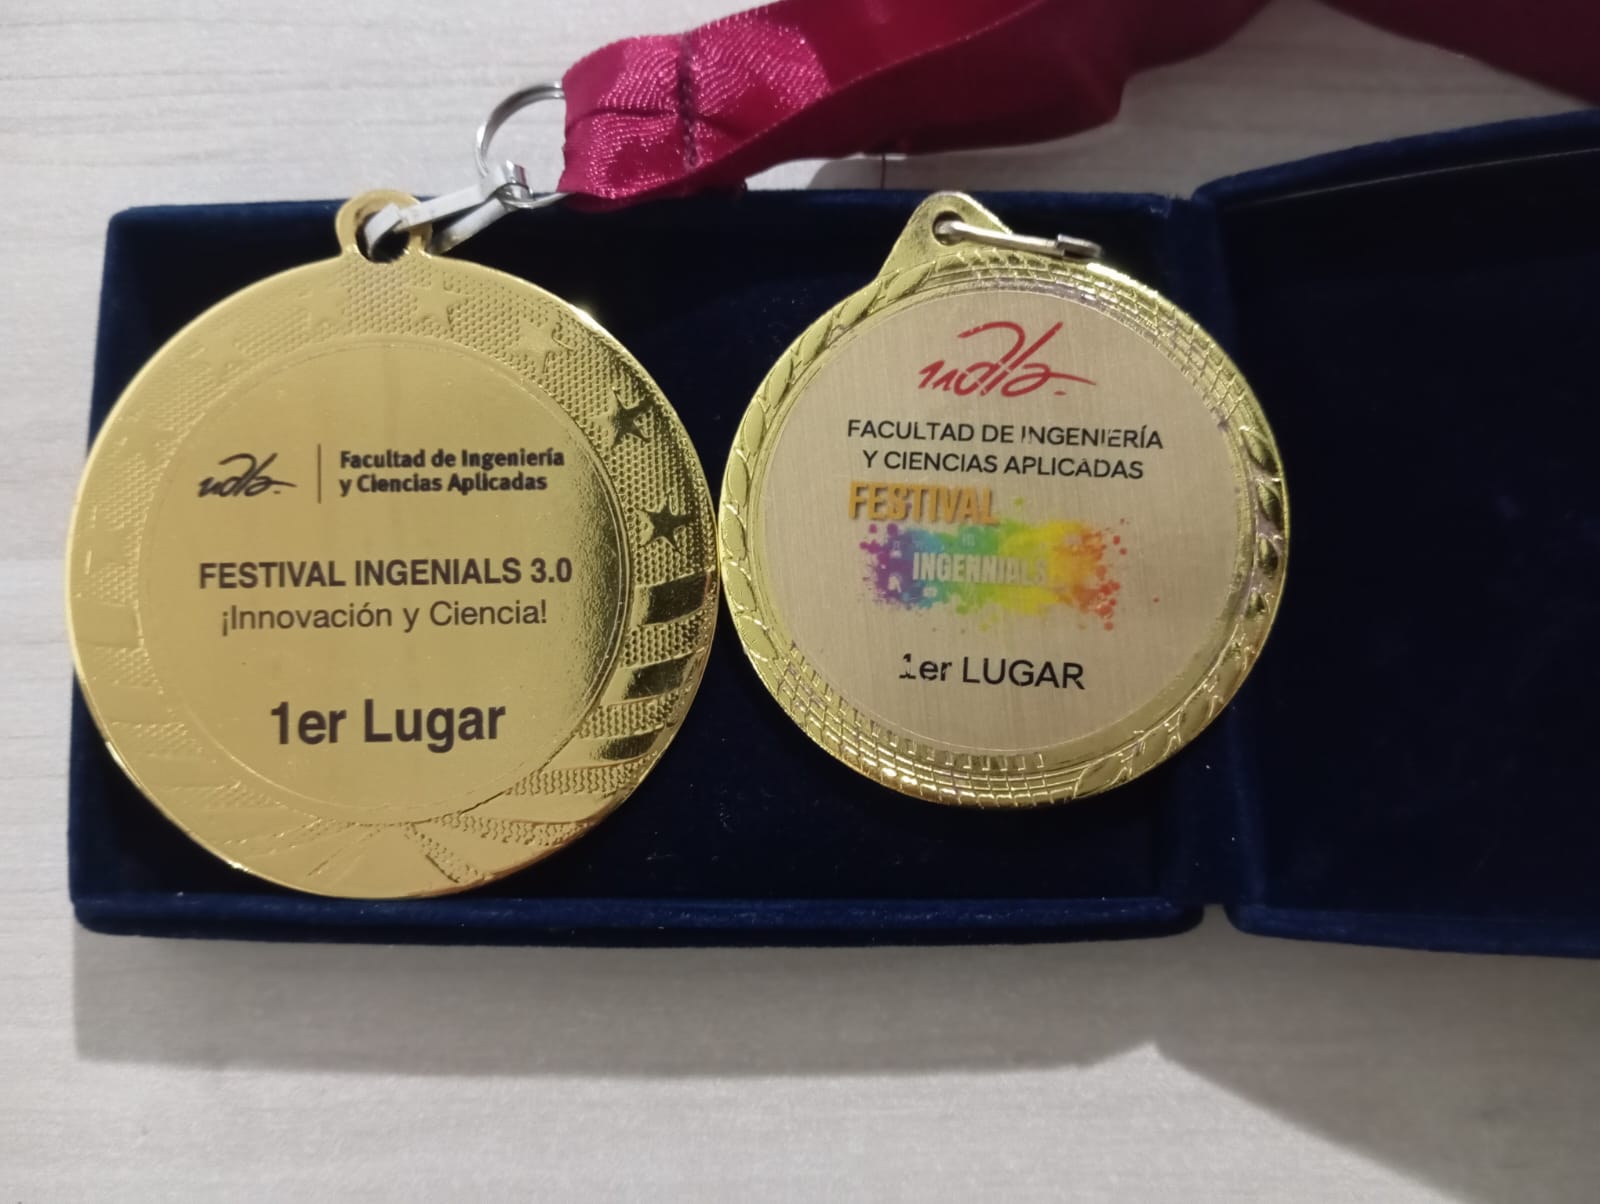 udla
Facultad de Ingeniería
y Ciencias Aplicadas
FESTIVAL INGENIALS 3.0
¡Innovación y Ciencia!
1er Lugar
udla
FACULTAD DE INGENIERÍA
Y CIENCIAS APLICADAS
FESTIVAL
INGENNIALS
1er LUGAR